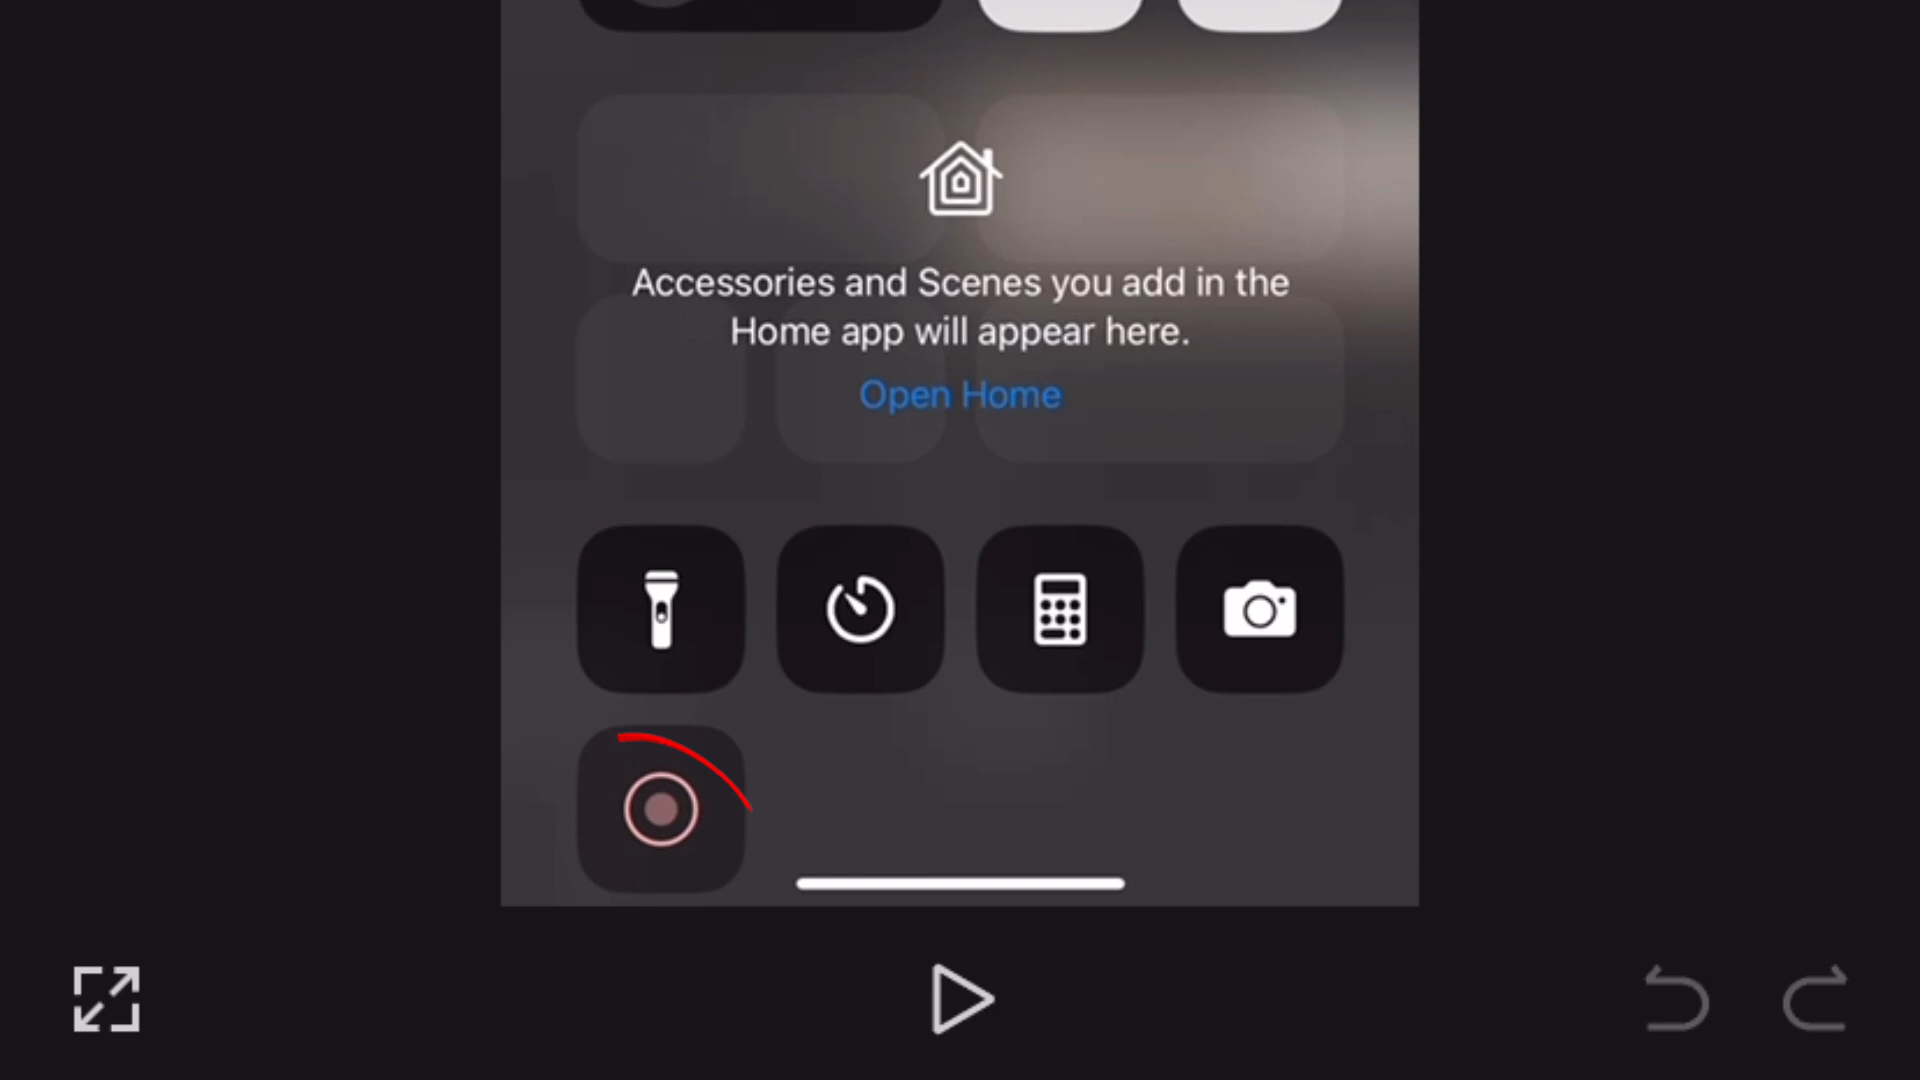 Accessories and Scenes you add in the
Home app will appear here.
Open Home